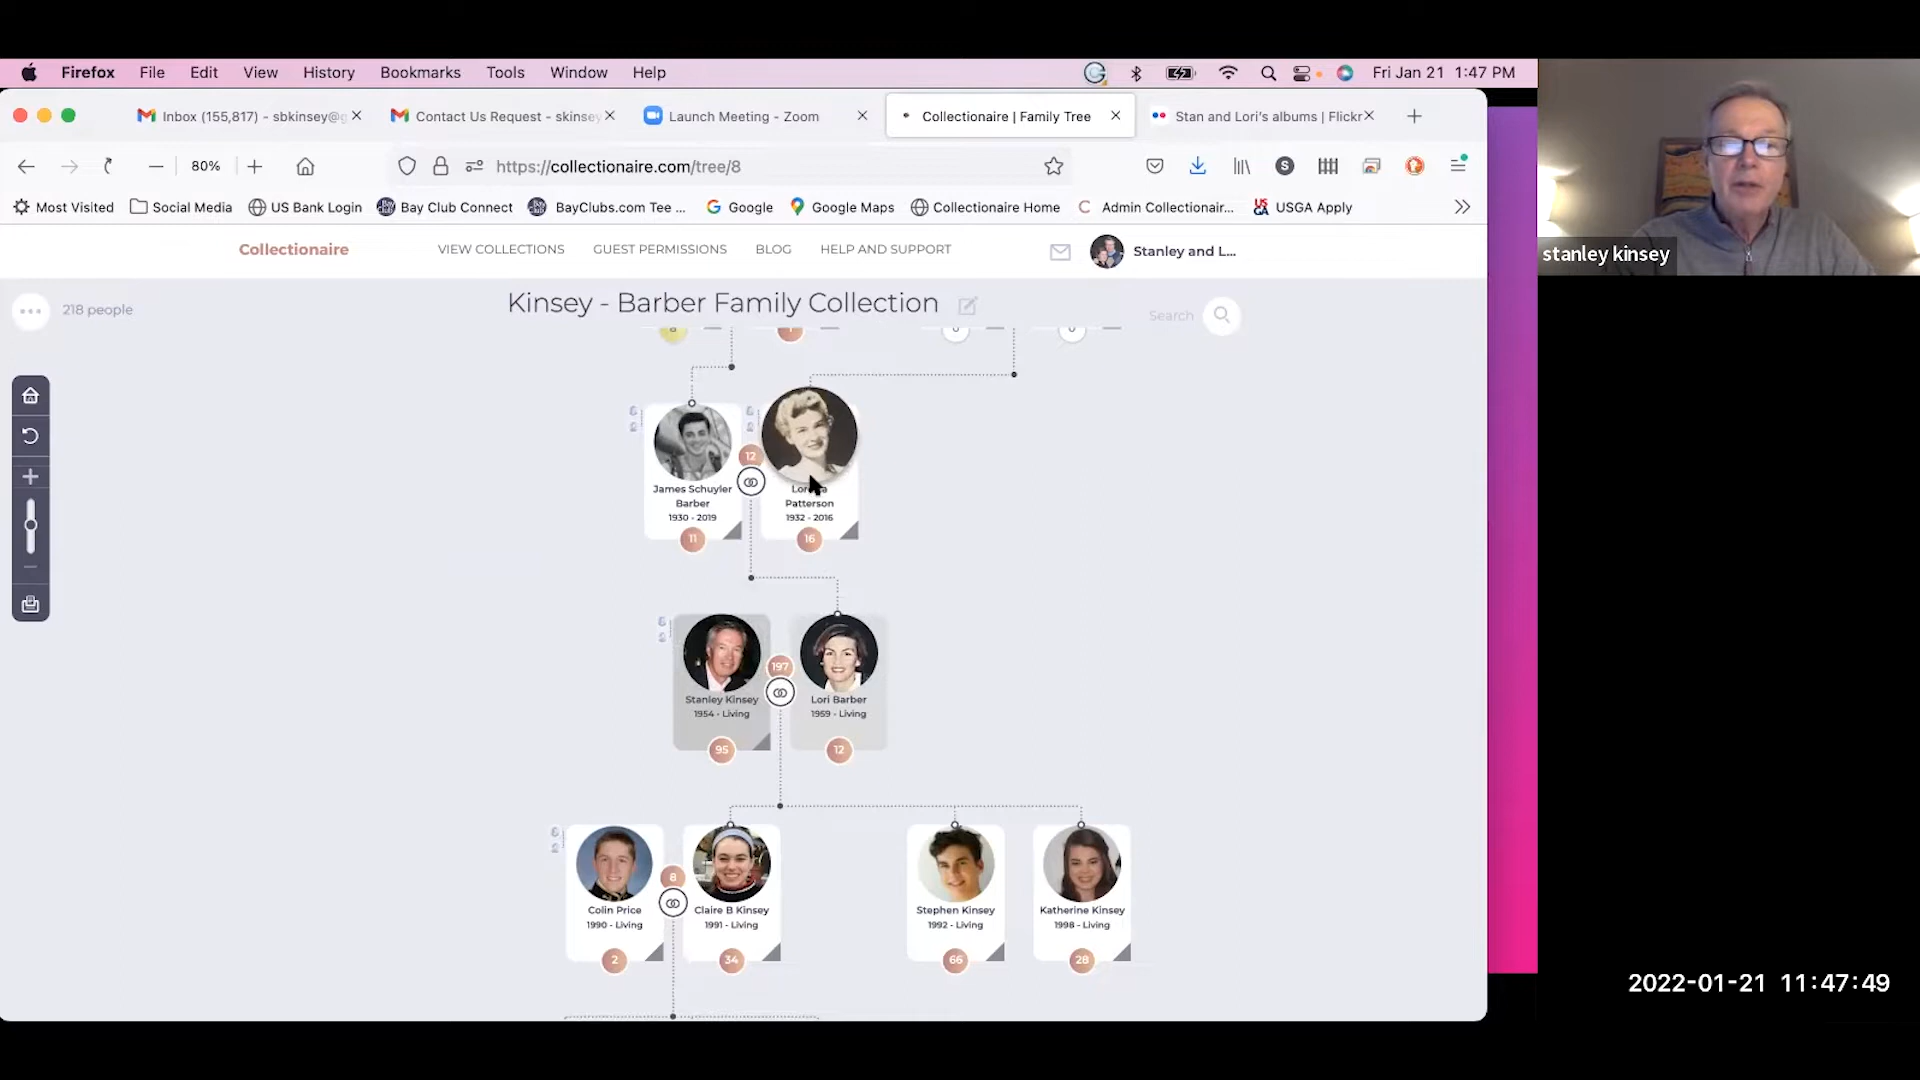 Firefox File Edit View History Bookmarks Tools Window Help Fri Jan 21 1:47 PM
Inbox (155,817) - sbkinsey@g Contact Us Request - skinsey Launch Meeting - Zoom Collectionaire | Family Tree Stan and Lori's albums | Flickr
80% https://collectionaire.com/tree/8
Most Visited Social Media US Bank Login Bay Club Connect BayClubs.com Tee ... Google Google Maps Collectionaire Home Admin Collectionair... USGA Apply
Collectionaire VIEW COLLECTIONS GUEST PERMISSIONS BLOG HELP AND SUPPORT Stanley and L...
stanley kinsey
218 people Kinsey - Barber Family Collection Search
12
James Schuyler
Barber
1930 - 2019
11
Patterson
1932 - 2016
16
197
Stanley Kinsey
1954 - Living
95
Lori Barber
1959 - Living
12
8
Colin Price
1990 - Living
2
Claire B Kinsey
1991 - Living
34
Stephen Kinsey
1992 - Living
66
Katherine Kinsey
1998 - Living
28
2022-01-21 11:47:49